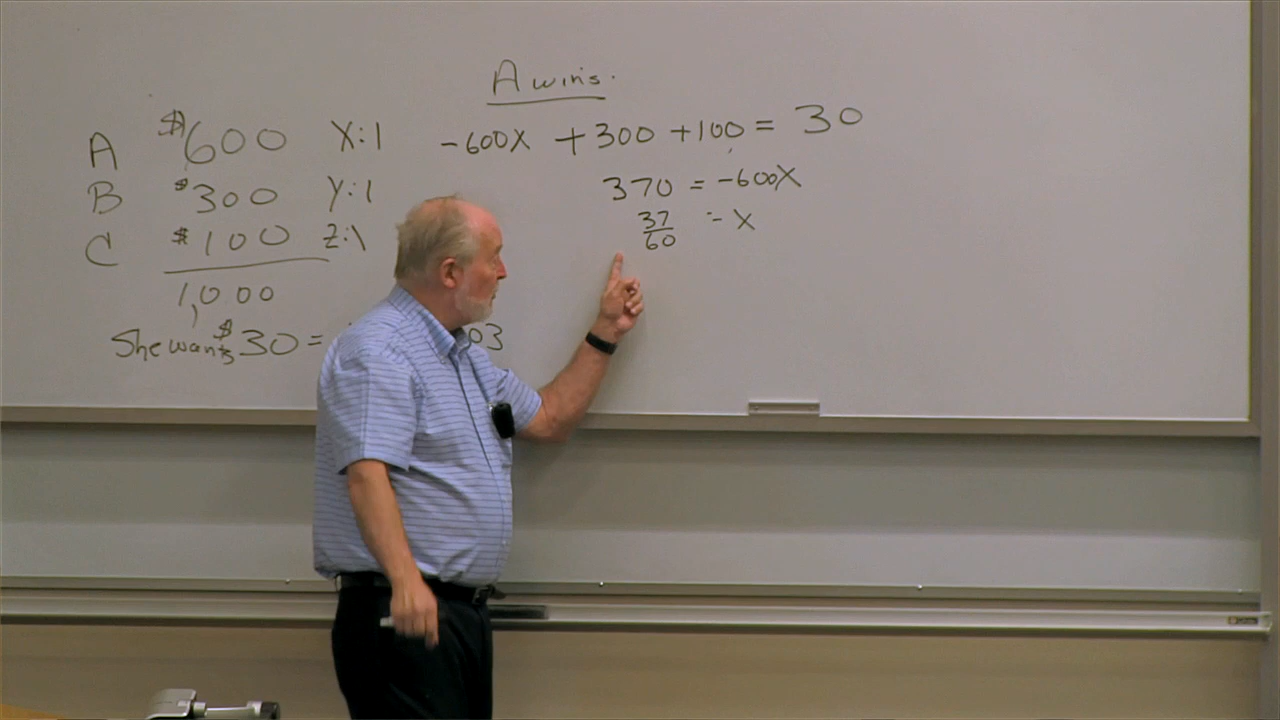 A wins.
A $600 X:1 -600X + 300 + 100 = 30
B $300 Y:1 370 = -600X
C $100 Z:1 37/60 = X
1,000
She wants $30 = 03